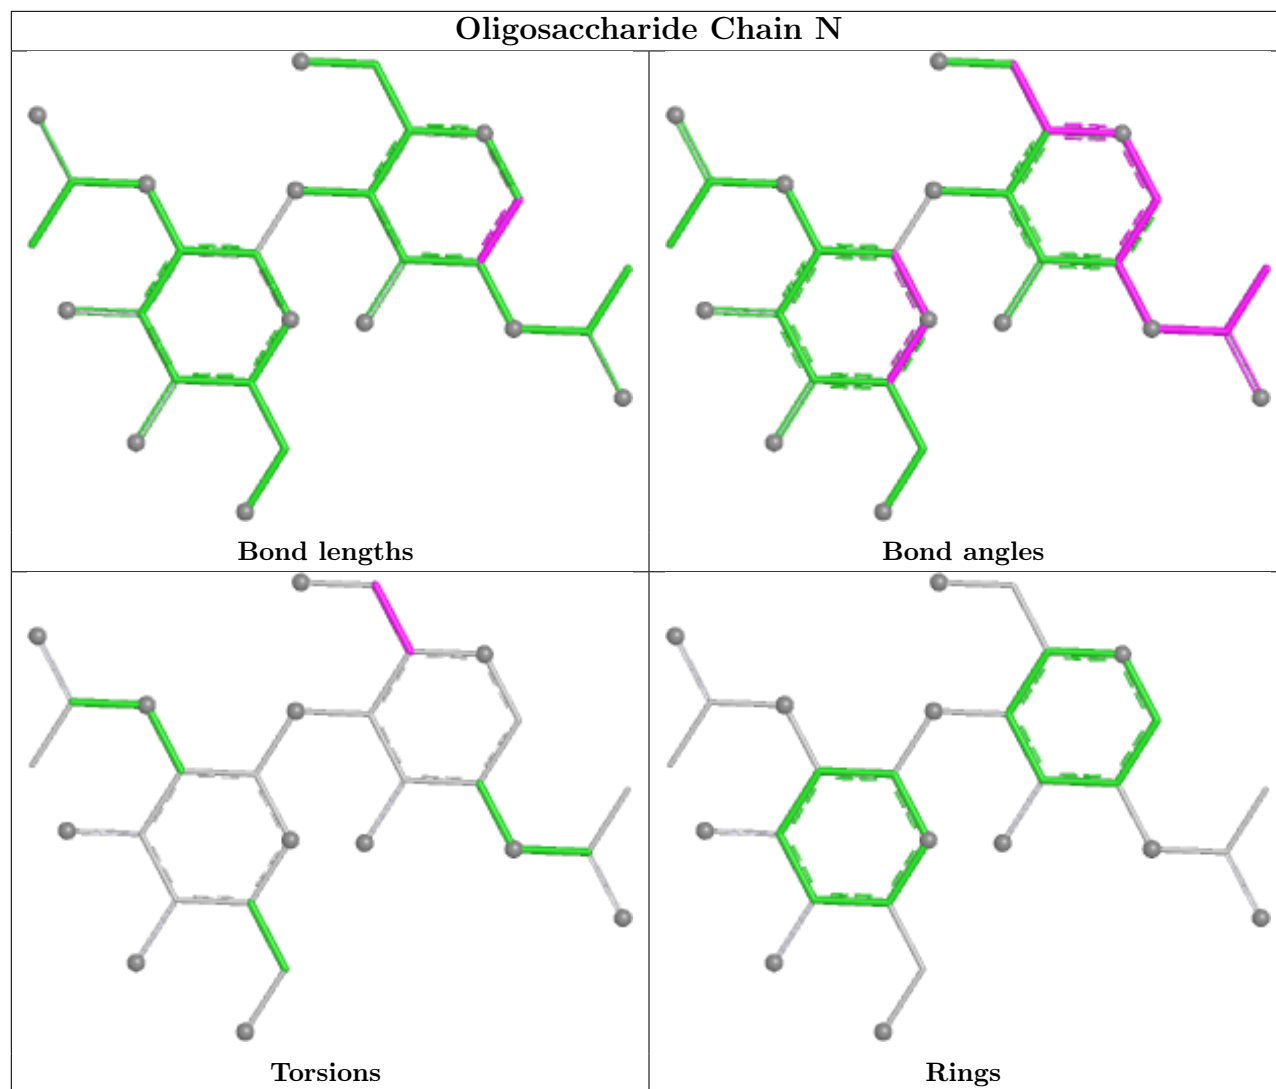 Oligosaccharide Chain N
Bond lengths
Bond angles
Torsions
Rings